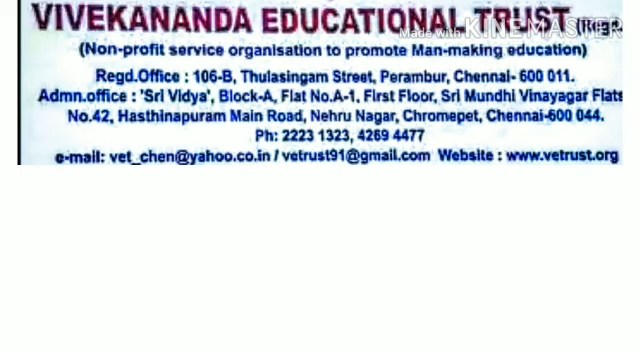 VIVEKANANDA EDUCATIONAL TRUST
Made with KINEMASTER
(Non-profit service organisation to promote Man-making education)
Regd.Office : 106-B, Thulasingam Street, Perambur, Chennai- 600 011.
Admn.office : 'Sri Vidya', Block-A, Flat No.A-1, First Floor, Sri Mundhi Vinayagar Flats
No.42, Hasthinapuram Main Road, Nehru Nagar, Chromepet, Chennai-600 044.
Ph: 2223 1323, 4269 4477
e-mail: vet_chen@yahoo.co.in / vetrust91@gmail.com Website : www.vetrust.org